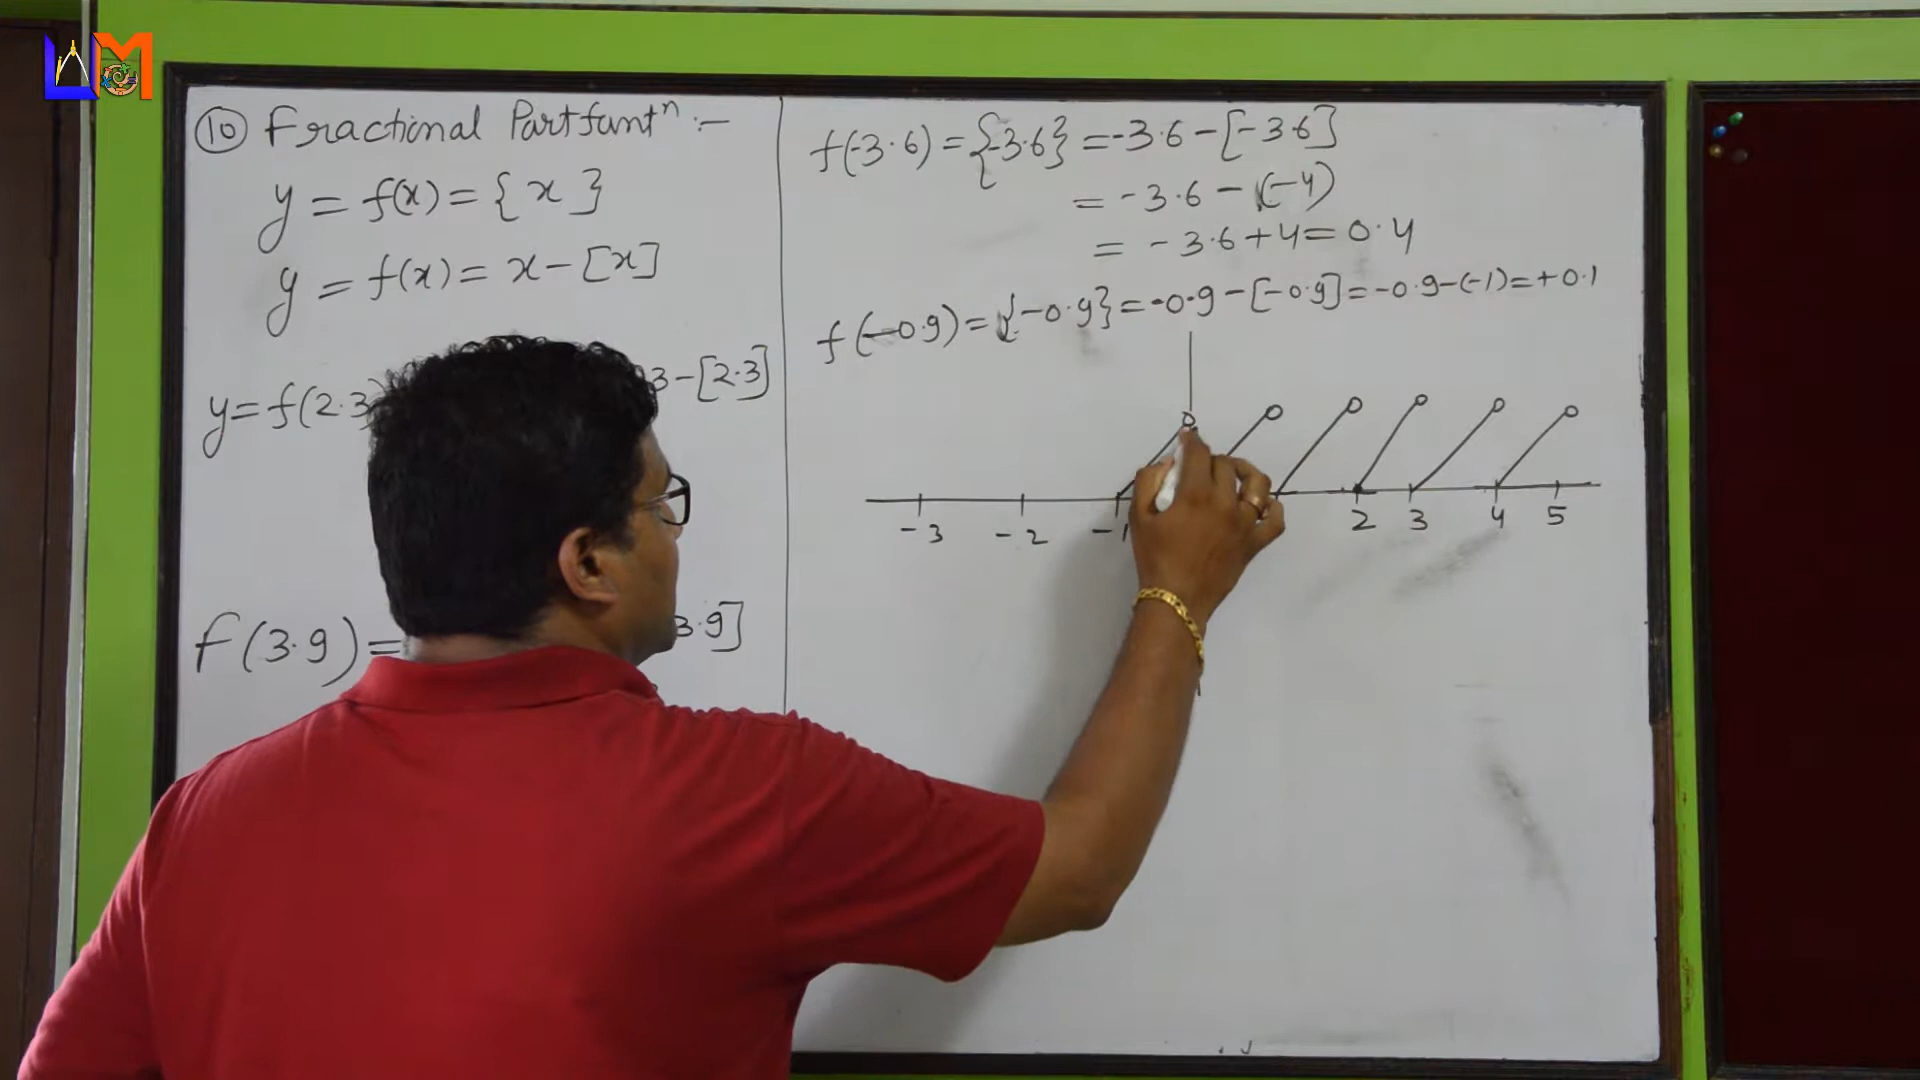 UM
⑩ Fractional Part functⁿ :-
y = f(x) = { x }
y = f(x) = x - [x]
y = f(2.3) 3 - [2.3]
f(3.9) = 3.9]
f(-3.6) = {-3.6} = -3.6 - [-3.6]
= -3.6 - (-4)
= -3.6 + 4 = 0.4
f(-0.9) = {-0.9} = -0.9 - [-0.9] = -0.9 - (-1) = +0.1
-3 -2 -1 2 3 4 5